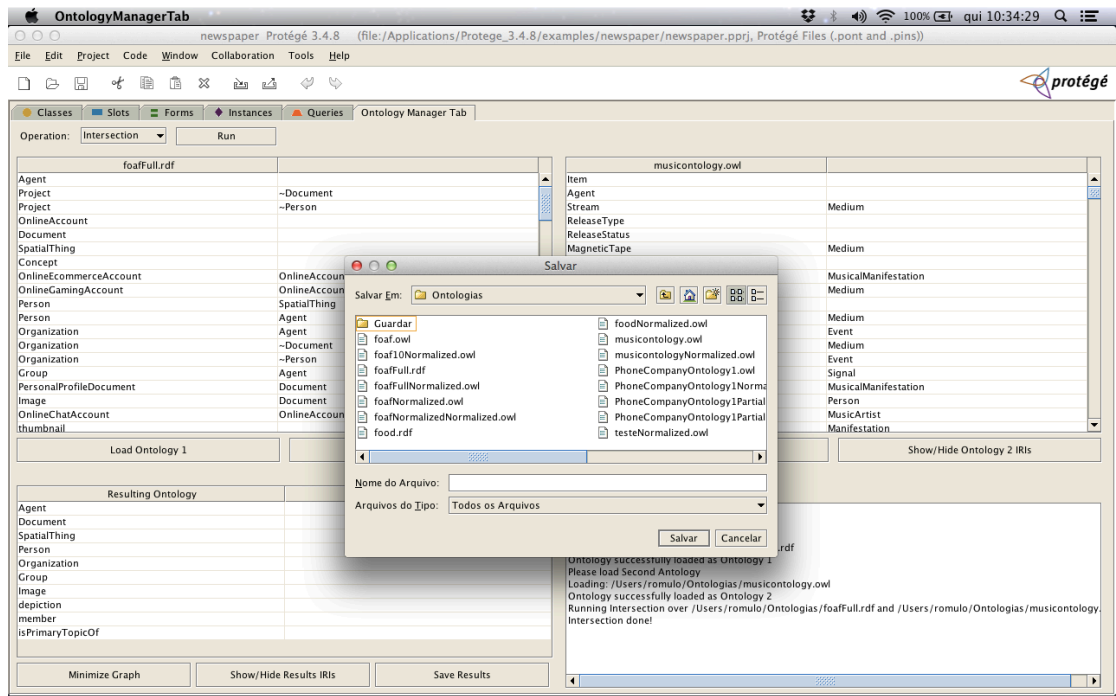 OntologyManagerTab 100% qui 10:34:29
newspaper Protégé 3.4.8 (file:/Applications/Protege_3.4.8/examples/newspaper/newspaper.pprj, Protégé Files (.pont and .pins))
File Edit Project Code Window Collaboration Tools Help
protégé
Classes Slots Forms Instances Queries Ontology Manager Tab
Operation: Intersection Run
foafFull.rdf
Agent
Project ~Document
Project ~Person
OnlineAccount
Document
SpatialThing
Concept
OnlineEcommerceAccount OnlineAccoun
OnlineGamingAccount OnlineAccoun
Person SpatialThing
Person Agent
Organization Agent
Organization ~Document
Organization ~Person
Group Agent
PersonalProfileDocument Document
Image Document
OnlineChatAccount OnlineAccoun
thumbnail
Load Ontology 1
musicontology.owl
Item
Agent
Stream Medium
ReleaseType
ReleaseStatus
MagneticTape Medium
MusicalManifestation
Medium
Medium
Event
Medium
Event
Signal
MusicalManifestation
Person
MusicArtist
Manifestation
Show/Hide Ontology 2 IRIs
Salvar
Salvar Em: Ontologias
Guardar
foaf.owl
foaf10Normalized.owl
foafFull.rdf
foafFullNormalized.owl
foafNormalized.owl
foafNormalizedNormalized.owl
food.rdf
foodNormalized.owl
musicontology.owl
musicontologyNormalized.owl
PhoneCompanyOntology1.owl
PhoneCompanyOntology1Norma
PhoneCompanyOntology1Partial
PhoneCompanyOntology1Partial
testeNormalized.owl
Nome do Arquivo:
Arquivos do Tipo: Todos os Arquivos
Salvar Cancelar
Resulting Ontology
Agent
Document
SpatialThing
Person
Organization
Group
Image
depiction
member
isPrimaryTopicOf
Minimize Graph Show/Hide Results IRIs Save Results
.rdf
Ontology successfully loaded as Ontology 1
Please load Second Antology
Loading: /Users/romulo/Ontologias/musicontology.owl
Ontology successfully loaded as Ontology 2
Running Intersection over /Users/romulo/Ontologias/foafFull.rdf and /Users/romulo/Ontologias/musicontology.
Intersection done!